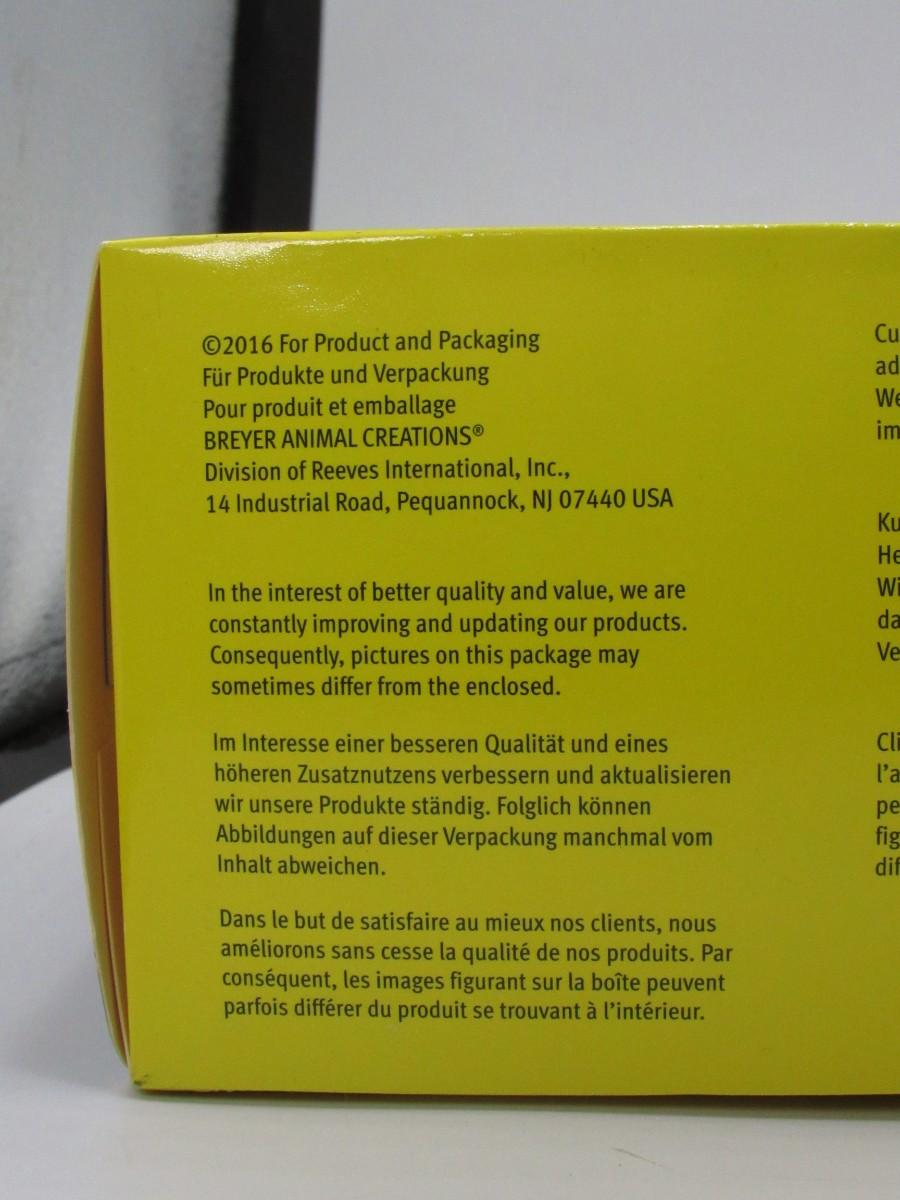 ©2016 For Product and Packaging
Für Produkte und Verpackung
Pour produit et emballage
BREYER ANIMAL CREATIONS®
Division of Reeves International, Inc.,
14 Industrial Road, Pequannock, NJ 07440 USA
In the interest of better quality and value, we are
constantly improving and updating our products.
Consequently, pictures on this package may
sometimes differ from the enclosed.
Im Interesse einer besseren Qualität und eines
höheren Zusatznutzens verbessern und aktualisieren
wir unsere Produkte ständig. Folglich können
Abbildungen auf dieser Verpackung manchmal vom
Inhalt abweichen.
Dans le but de satisfaire au mieux nos clients, nous
améliorons sans cesse la qualité de nos produits. Par
conséquent, les images figurant sur la boîte peuvent
parfois différer du produit se trouvant à l'intérieur.